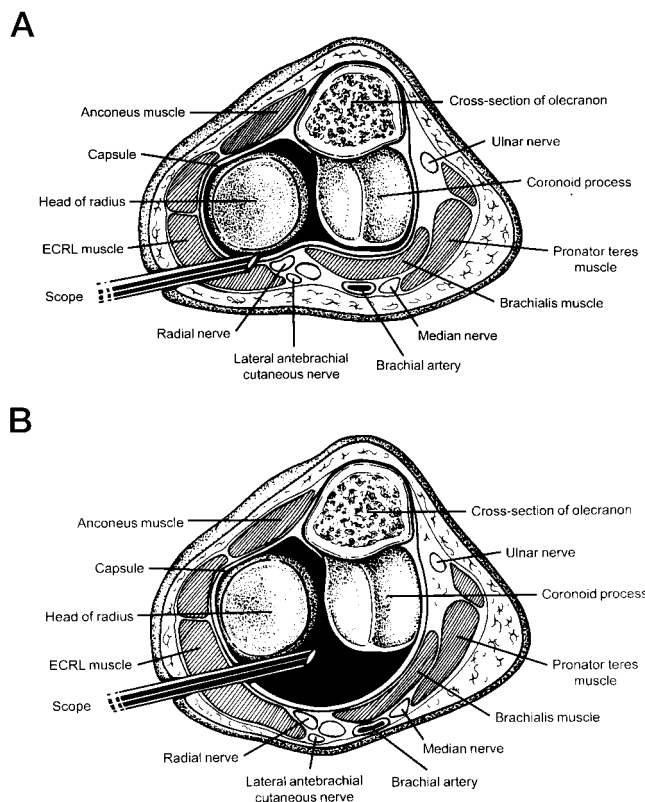 A
Anconeus muscle
Cross-section of olecranon
Ulnar nerve
Capsule
Coronoid process
Head of radius
ECRL muscle
Pronator teres
muscle
Scope
Brachialis muscle
Radial nerve
Median nerve
Lateral antebrachial
cutaneous nerve
Brachial artery
B
Anconeus muscle
Cross-section of olecranon
Ulnar nerve
Capsule
Coronoid process
Head of radius
ECRL muscle
Pronator teres
muscle
Scope
Brachialis muscle
Radial nerve
Median nerve
Lateral antebrachial
cutaneous nerve
Brachial artery